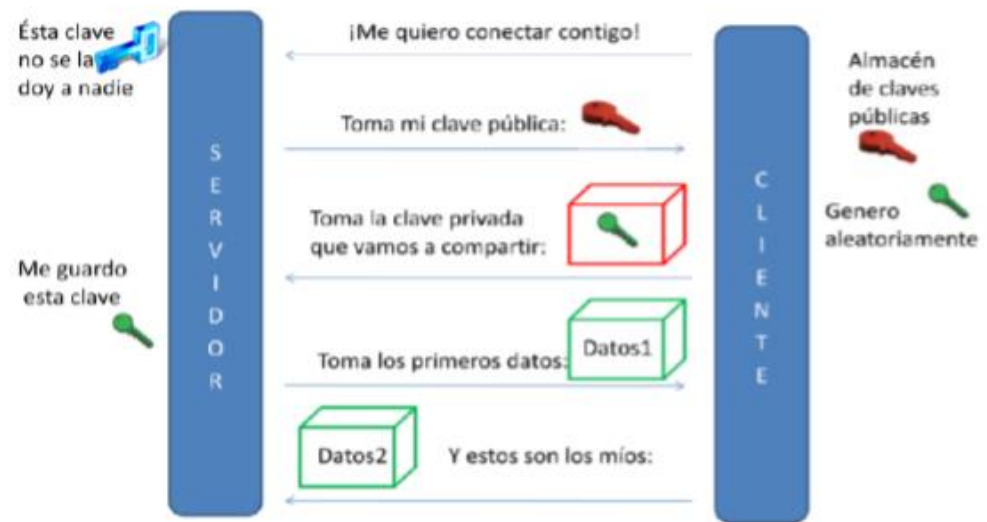 Ésta clave
no se la
doy a nadie
¡Me quiero conectar contigo!
Almacén
de claves
públicas
Toma mi clave pública:
SERVIDOR
CLIENTE
Toma la clave privada
que vamos a compartir:
Genero
aleatoriamente
Me guardo
esta clave
Datos1
Toma los primeros datos:
Datos2
Y estos son los míos: